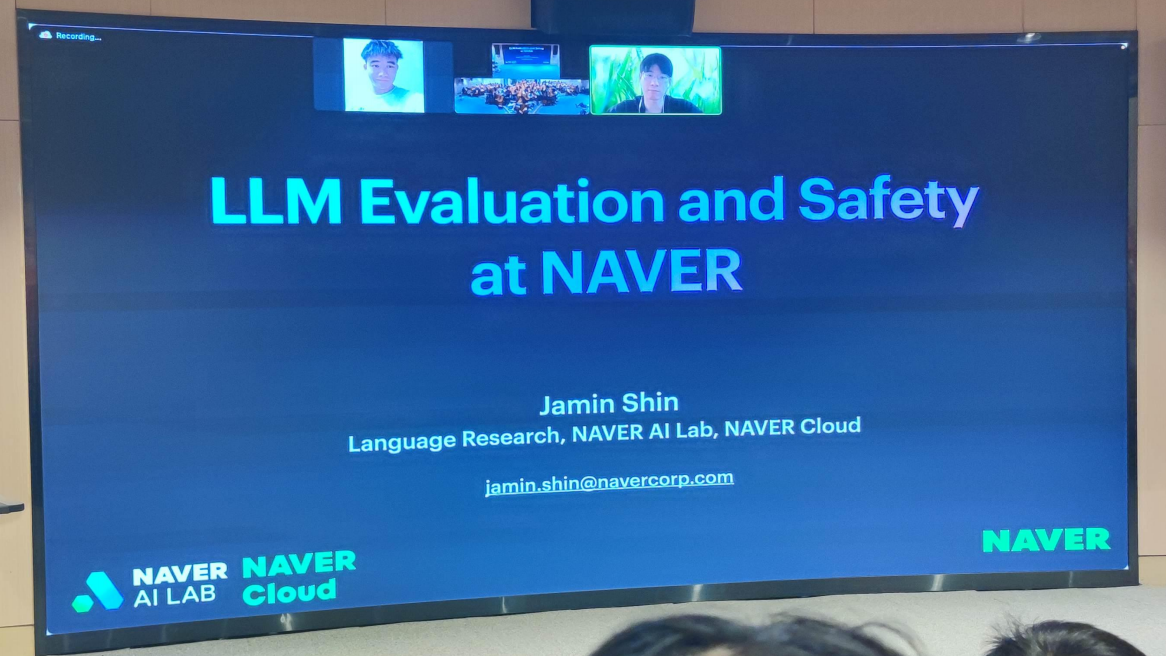 Recording...
LLM Evaluation and Safety
at NAVER
Jamin Shin
Language Research, NAVER AI Lab, NAVER Cloud
jamin.shin@navercorp.com
NAVER
AI LAB
NAVER
Cloud
NAVER